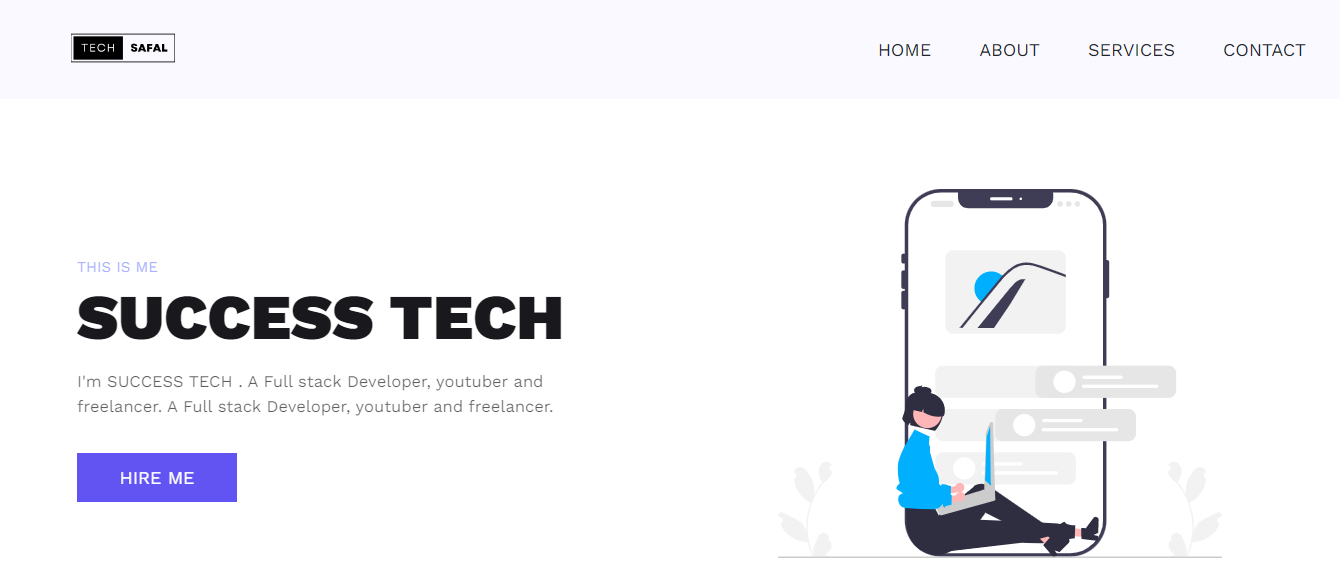 TECH SAFAL
HOME ABOUT SERVICES CONTACT
THIS IS ME
SUCCESS TECH
I'm SUCCESS TECH . A Full stack Developer, youtuber and
freelancer. A Full stack Developer, youtuber and freelancer.
HIRE ME